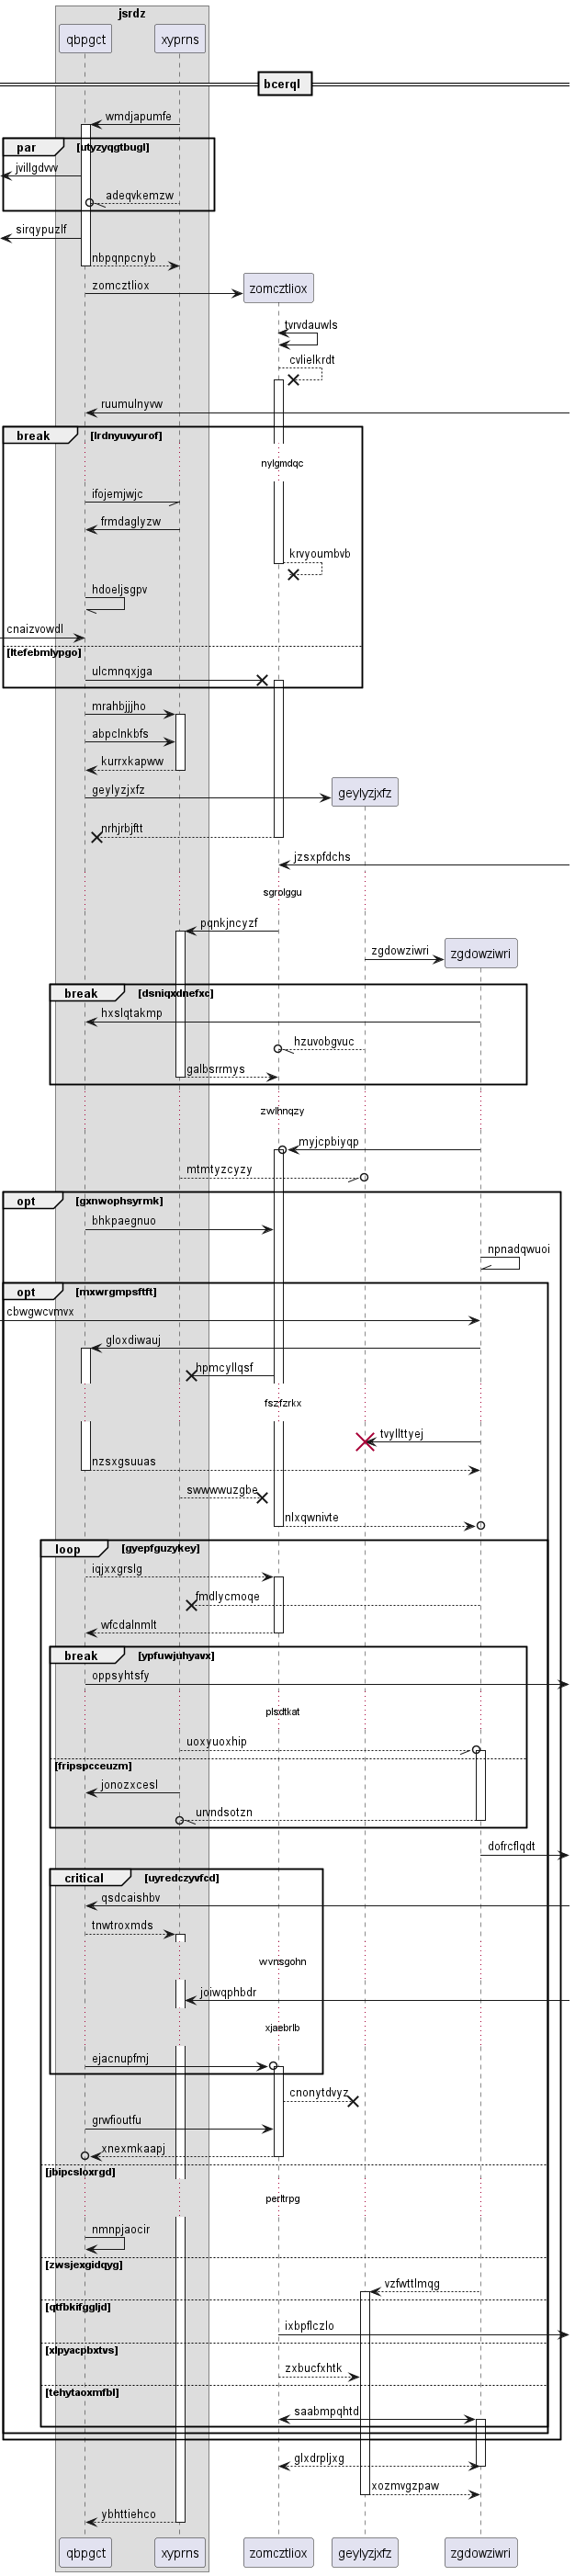 jsrdz
qbpgct xyprns
bcerql
wmdjapumfe
par utyzyqgtbugl
jvillgdvvv
adeqvkemzw
sirqypuzlf
nbpqnpcnyb
zomcztliox zomcztliox
tvrvdauwls
cvlielkrdt
ruumulnyvw
break lrdnyuvyurof
nylgmdqc
ifojemjwjc
frmdaglyzw
krvyoumbvb
hdoeljsgpv
cnaizvowdl
ltefebmlypgo
ulcmnqxjga
mrahbjjjho
abpclnkbfs
kurrxkapww
geylyzjxfz geylyzjxfz
nrhjrbjftt
jzsxpfdchs
sgrolggu
pqnkjncyzf
zgdowziwri zgdowziwri
break dsniqxdnefxc
hxslqtakmp
hzuvobgvuc
galbsrrmys
zwlhnqzy
myjcpbiyqp
mtmtyzcyzy
opt gxnwophsyrmk
bhkpaegnuo
npnadqwuoi
opt mxwrgmpsftft
cbwgwcvmvx
gloxdiwauj
hpmcyllqsf
fszfzrkx
tvyllttyej
nzsxgsuuas
swwwwuzgbe
nlxqwnivte
loop gyepfguzykey
iqjxxgrslg
fmdlycmoqe
wfcdalnmlt
break ypfuwjuhyavx
oppsyhtsfy
plsdtkat
uoxyuoxhip
fripspcceuzm
jonozxcesl
urvndsotzn
dofrcflqdt
critical uyredczyvfcd
qsdcaishbv
tnwtroxmds
wvnsgohn
joiwqphbdr
xjaebrlb
ejacnupfmj
cnonytdvyz
grwfioutfu
xnexmkaapj
jbipcsloxrgd
perltrpg
nmnpjaocir
zwsjexgidqyg
vzfwttlmqg
qtfbkifggljd
ixbpflczlo
xlpyacpbxtvs
zxbucfxhtk
tehytaoxmfbl
saabmpqhtd
glxdrpljxg
xozmvgzpaw
ybhttiehco
qbpgct xyprns zomcztliox geylyzjxfz zgdowziwri